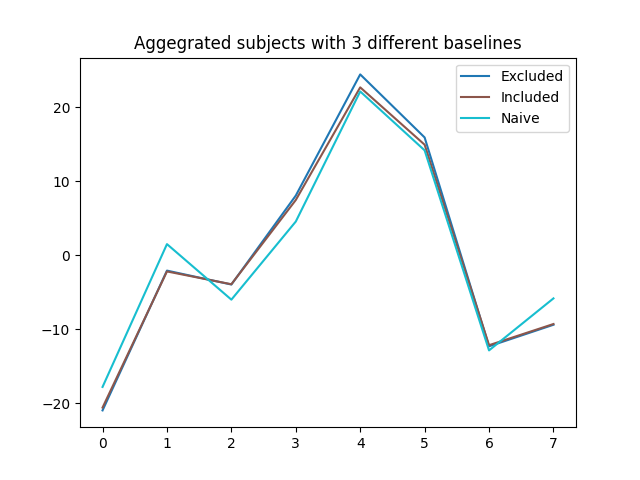 Aggegrated subjects with 3 different baselines
Excluded
Included
Naive
20
10
0
−10
−20
0 1 2 3 4 5 6 7